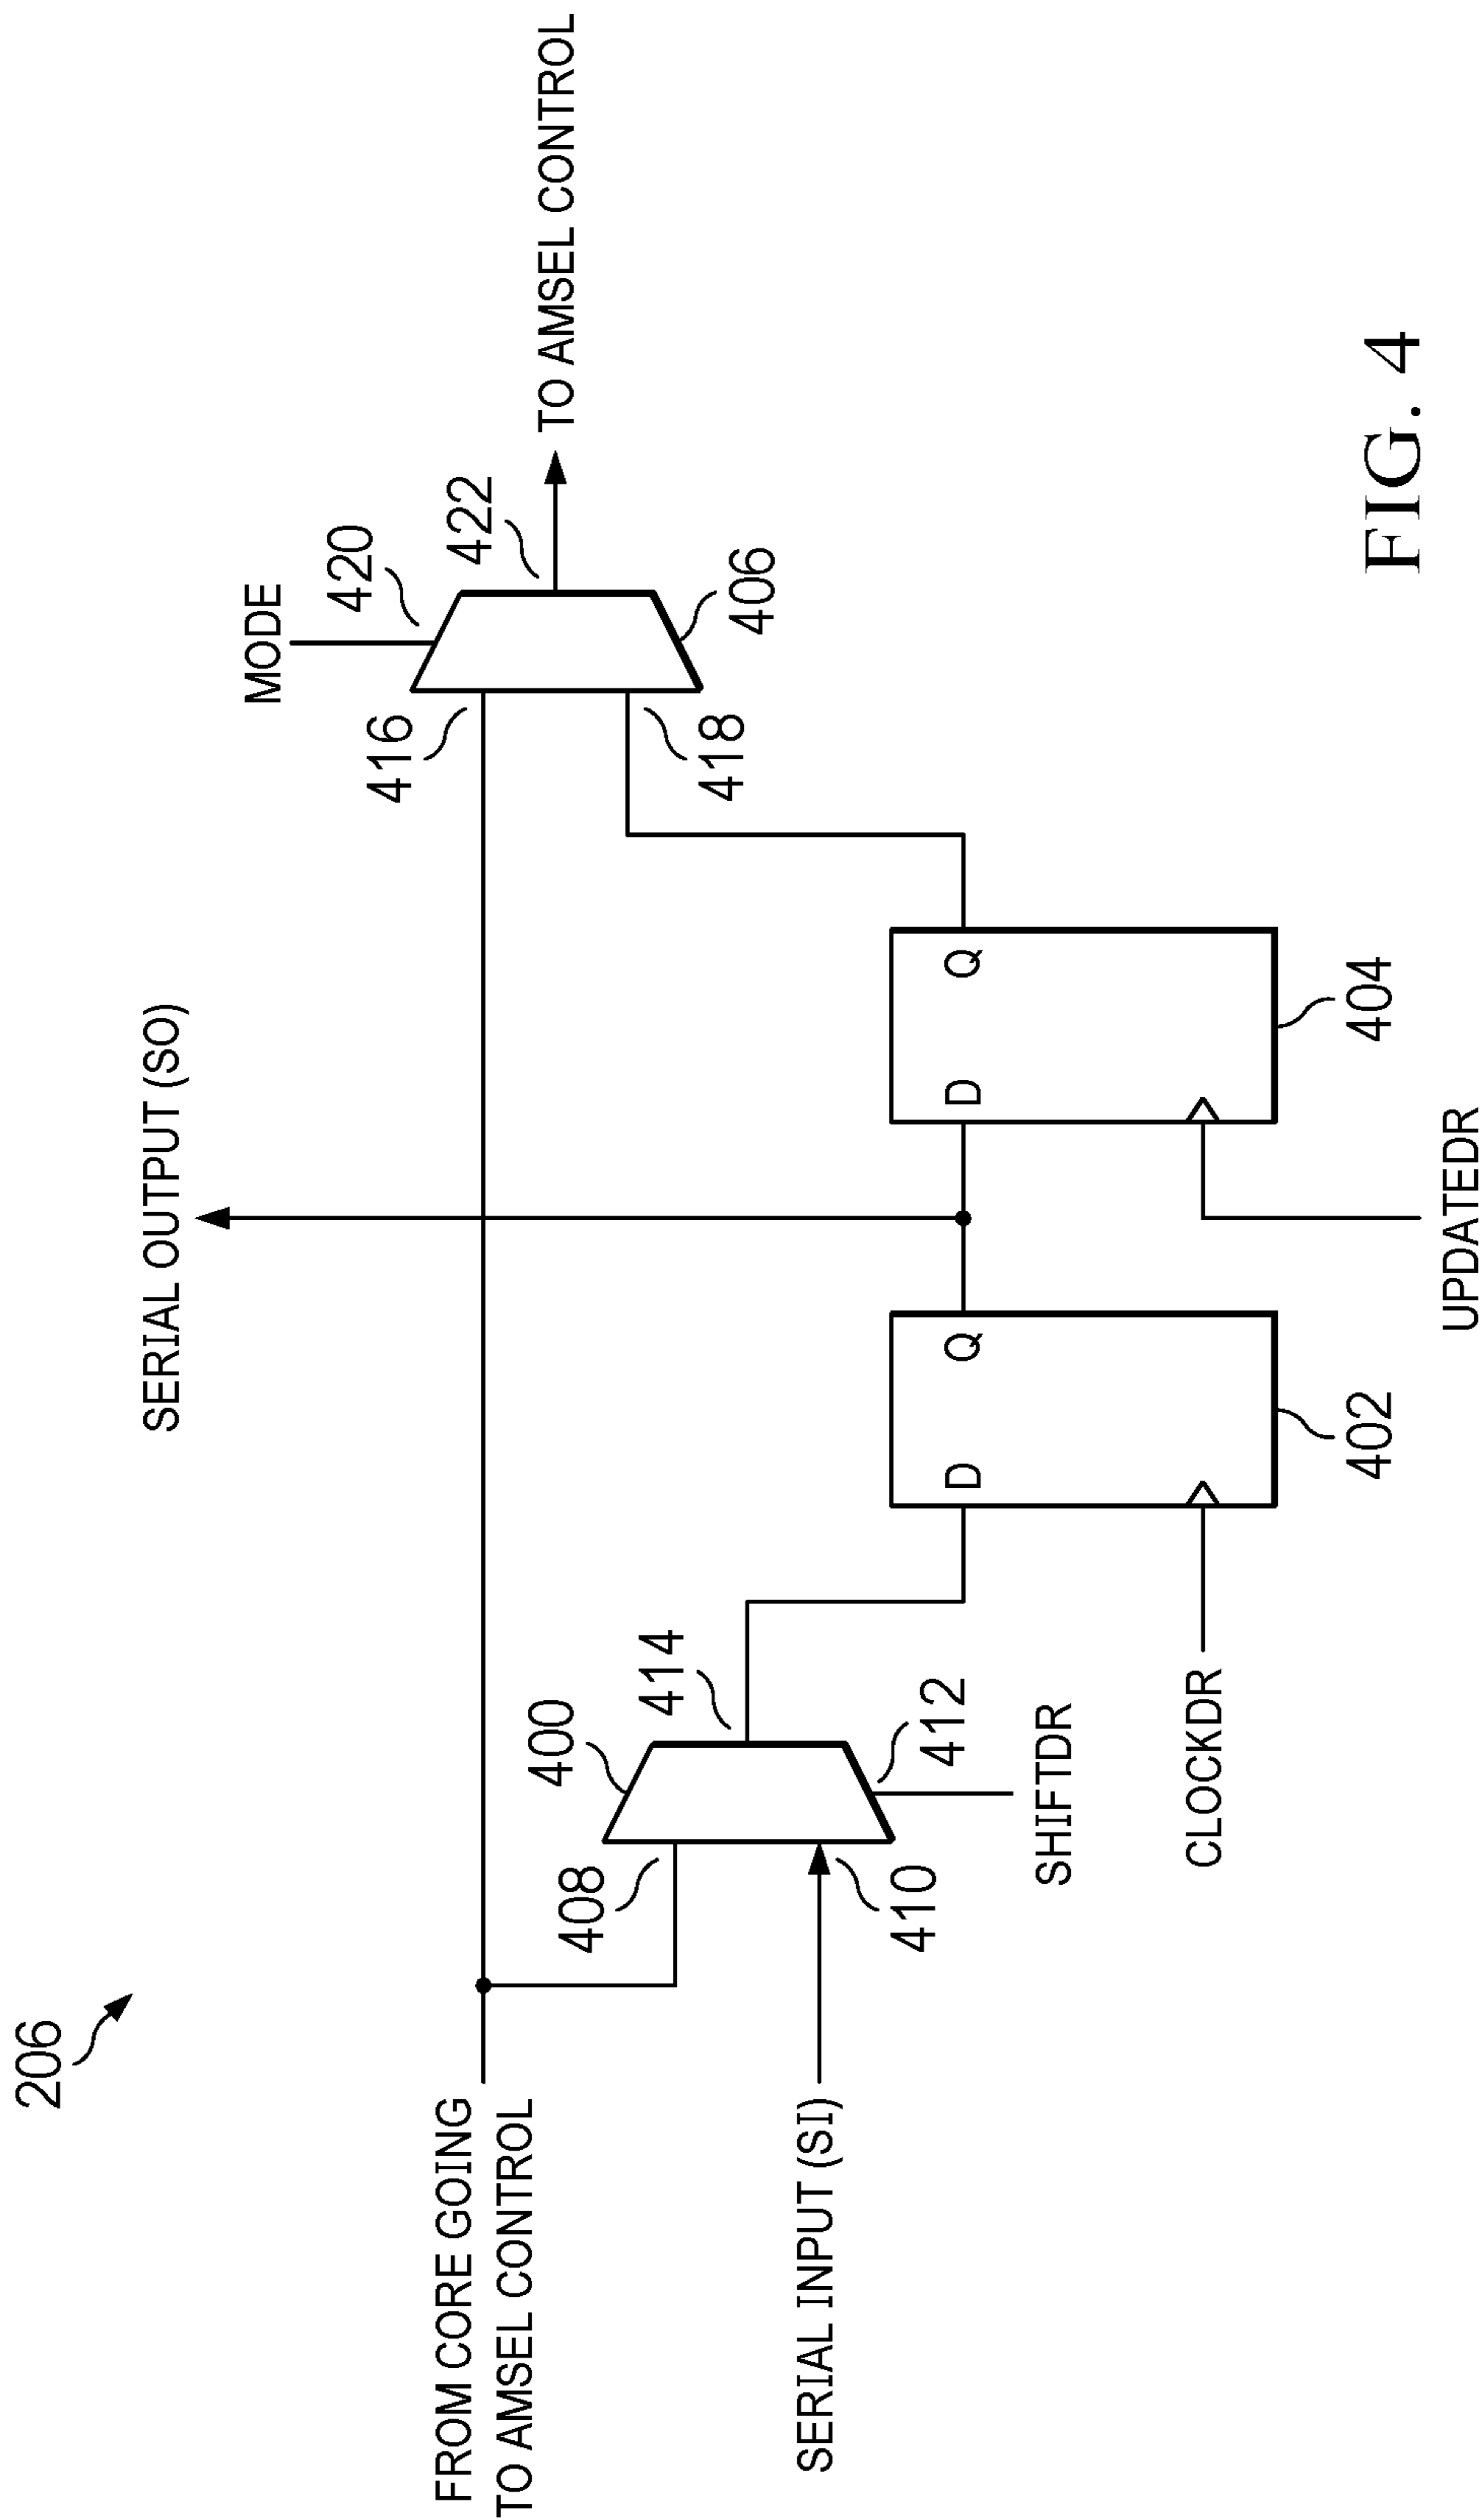 206
SERIAL OUTPUT (SO)
MODE
420
416
422
TO AMSEL CONTROL
FROM CORE GOING
TO AMSEL CONTROL
400
408
414
418
406
SERIAL INPUT (SI)
410
412
SHIFTDR
D
Q
D
Q
CLOCKDR
402
404
UPDATEDR
FIG. 4